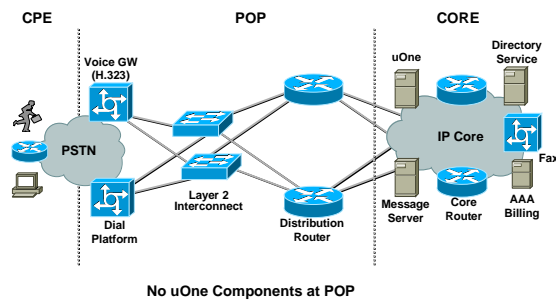 CPE
POP
CORE
Voice GW
(H.323)
uOne
Directory
Service
PSTN
IP Core
Fax
Dial
Platform
Layer 2
Interconnect
Distribution
Router
Message
Server
Core
Router
AAA
Billing
No uOne Components at POP